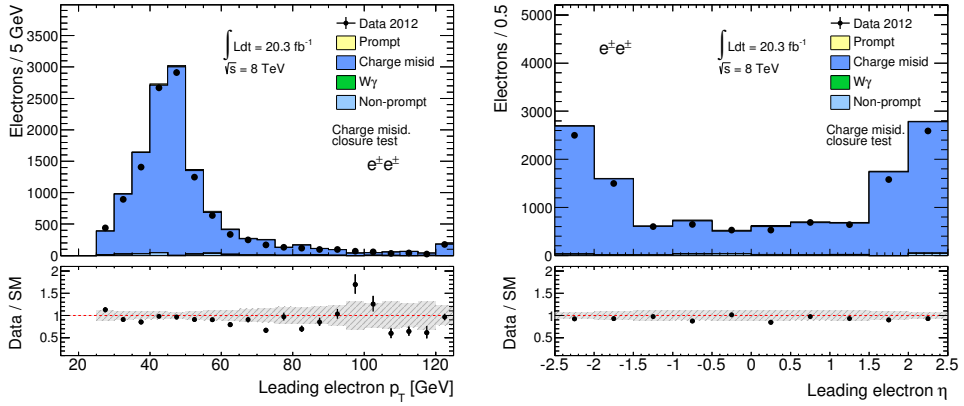 Electrons / 5 GeV
3000
2500
2000
1500
1000
500
0
∫ Ldt = 20.3 fb⁻¹
√s = 8 TeV
Data 2012
Prompt
Charge misid
Wγ
Non-prompt
Charge misid.
closure test
e±e±
Data / SM
2
1.5
1
0.5
20 40 60 80 100 120
Leading electron p_T [GeV]
Electrons / 0.5
5000
4000
3000
2000
1000
0
e±e±
∫ Ldt = 20.3 fb⁻¹
√s = 8 TeV
Data 2012
Prompt
Charge misid
Wγ
Non-prompt
Charge misid.
closure test
Data / SM
2
1.5
1
0.5
-2.5 -2 -1.5 -1 -0.5 0 0.5 1 1.5 2 2.5
Leading electron η